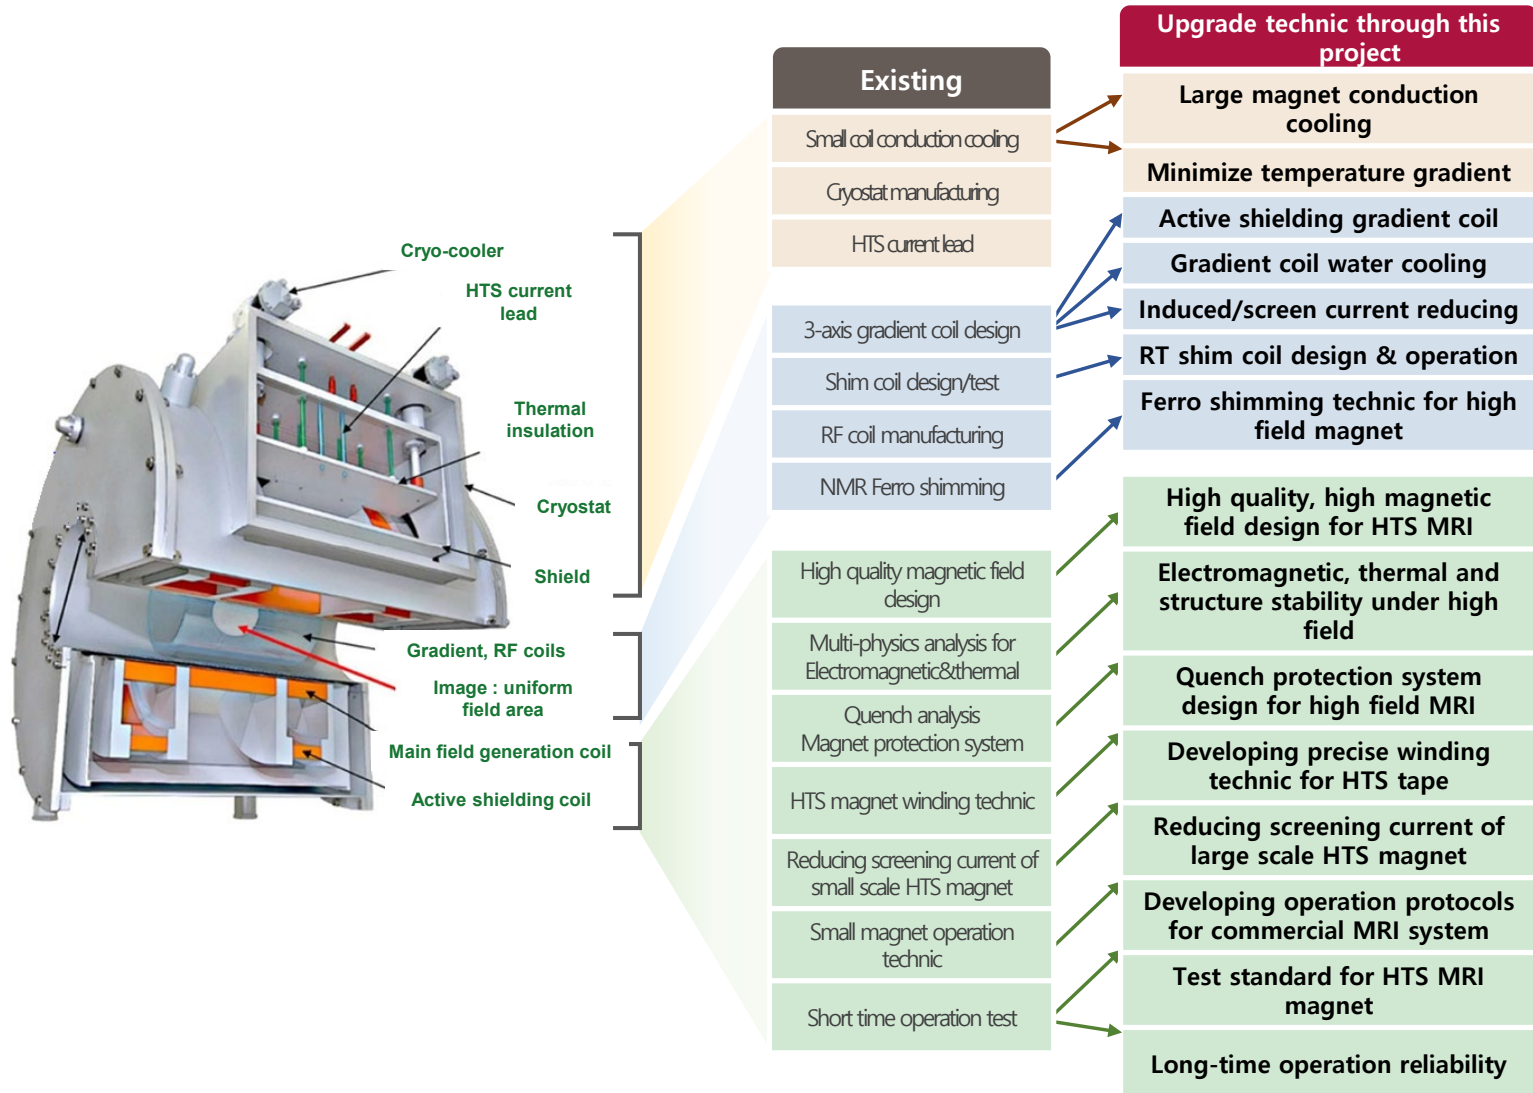 Cryo-cooler
HTS current
lead
Thermal
insulation
Cryostat
Shield
Gradient, RF coils
Image : uniform
field area
Main field generation coil
Active shielding coil
Existing
Small coil conduction cooling
Cryostat manufacturing
HTS current lead
3-axis gradient coil design
Shim coil design/test
RF coil manufacturing
NMR Ferro shimming
High quality magnetic field
design
Multi-physics analysis for
Electromagnetic&thermal
Quench analysis
Magnet protection system
HTS magnet winding technic
Reducing screening current of
small scale HTS magnet
Small magnet operation
technic
Short time operation test
Upgrade technic through this
project
Large magnet conduction
cooling
Minimize temperature gradient
Active shielding gradient coil
Gradient coil water cooling
Induced/screen current reducing
RT shim coil design & operation
Ferro shimming technic for high
field magnet
High quality, high magnetic
field design for HTS MRI
Electromagnetic, thermal and
structure stability under high
field
Quench protection system
design for high field MRI
Developing precise winding
technic for HTS tape
Reducing screening current of
large scale HTS magnet
Developing operation protocols
for commercial MRI system
Test standard for HTS MRI
magnet
Long-time operation reliability